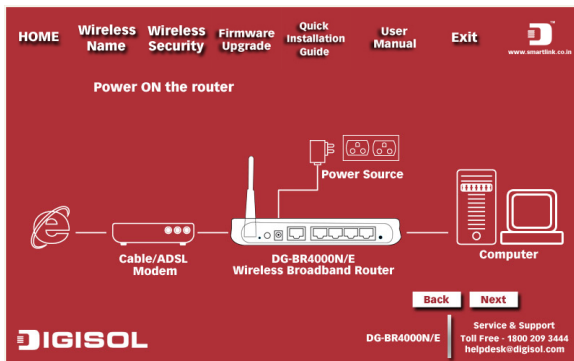 HOME
Wireless
Name
Wireless
Security
Firmware
Upgrade
Quick
Installation
Guide
User
Manual
Exit
www.smartlink.co.in
Power ON the router
Power Source
Cable/ADSL
Modem
DG-BR4000N/E
Wireless Broadband Router
Computer
Back
Next
DIGISOL
DG-BR4000N/E
Service & Support
Toll Free - 1800 209 3444
helpdesk@digisol.com